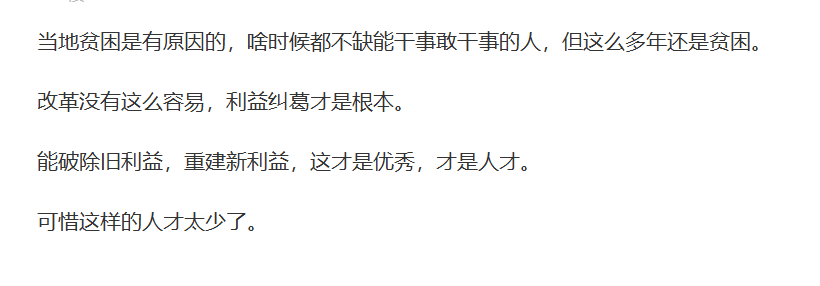 当地贫困是有原因的，啥时候都不缺能干事敢干事的人，但这么多年还是贫困。
改革没有这么容易，利益纠葛才是根本。
能破除旧利益，重建新利益，这才是优秀，才是人才。
可惜这样的人才太少了。